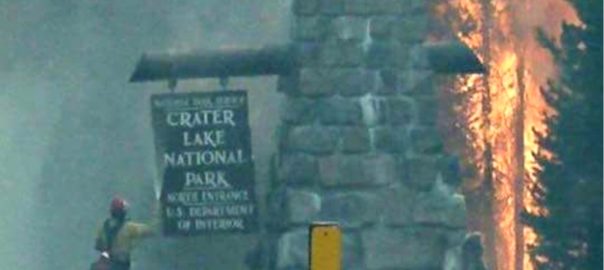 NATIONAL PARK SERVICE
CRATER
LAKE
NATIONAL
PARK
NORTH ENTRANCE
U.S. DEPARTMENT
OF INTERIOR